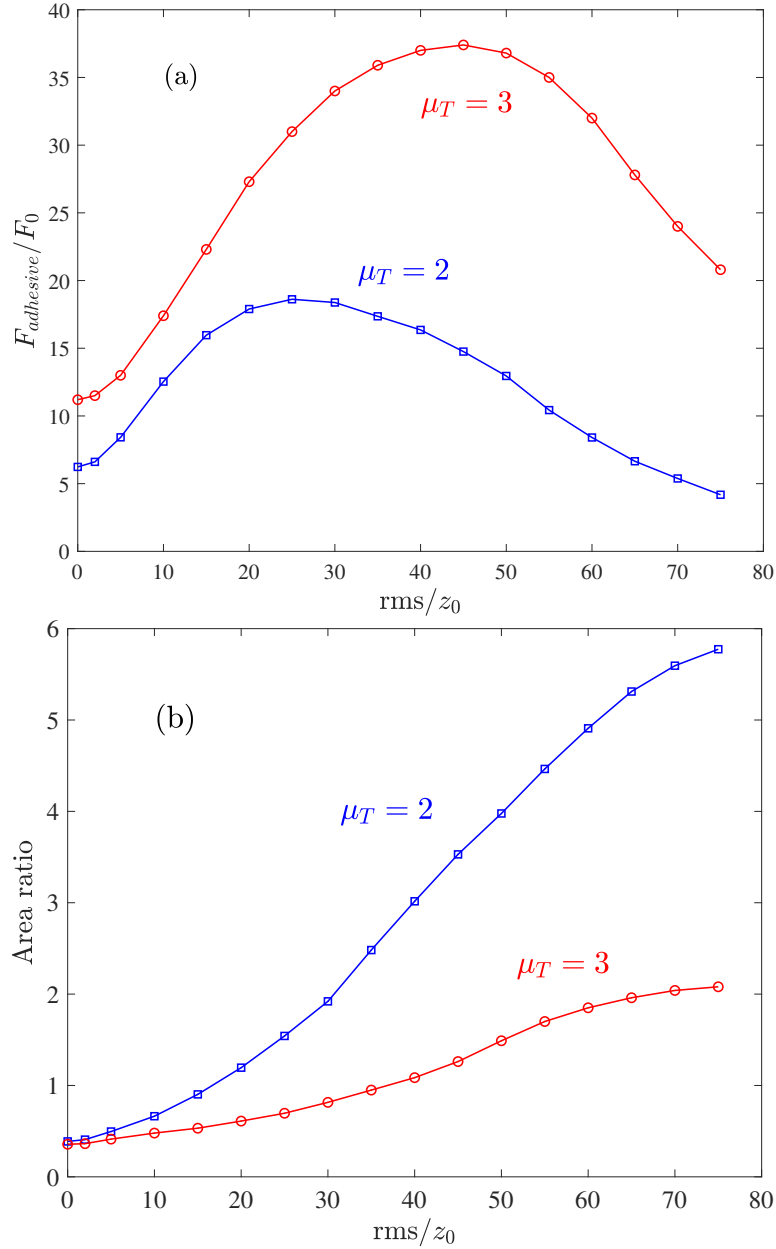 40
35
30
25
20
15
10
5
0
(a)
μ_T = 3
μ_T = 2
F_adhesive/F_0
0 10 20 30 40 50 60 70 80
rms/z_0
6
5
4
3
2
1
0
(b)
μ_T = 2
μ_T = 3
Area ratio
0 10 20 30 40 50 60 70 80
rms/z_0